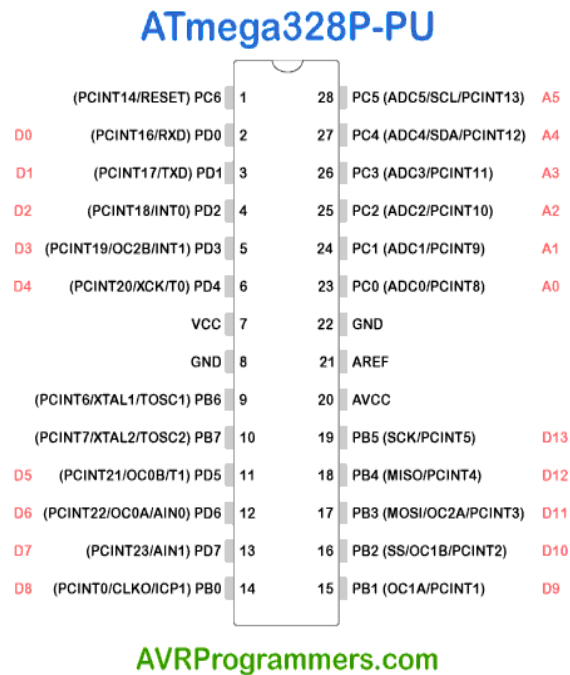 ATmega328P-PU
(PCINT14/RESET) PC6 1 28 PC5 (ADC5/SCL/PCINT13) A5
D0 (PCINT16/RXD) PD0 2 27 PC4 (ADC4/SDA/PCINT12) A4
D1 (PCINT17/TXD) PD1 3 26 PC3 (ADC3/PCINT11) A3
D2 (PCINT18/INT0) PD2 4 25 PC2 (ADC2/PCINT10) A2
D3 (PCINT19/OC2B/INT1) PD3 5 24 PC1 (ADC1/PCINT9) A1
D4 (PCINT20/XCK/T0) PD4 6 23 PC0 (ADC0/PCINT8) A0
VCC 7 22 GND
GND 8 21 AREF
(PCINT6/XTAL1/TOSC1) PB6 9 20 AVCC
(PCINT7/XTAL2/TOSC2) PB7 10 19 PB5 (SCK/PCINT5) D13
D5 (PCINT21/OC0B/T1) PD5 11 18 PB4 (MISO/PCINT4) D12
D6 (PCINT22/OC0A/AIN0) PD6 12 17 PB3 (MOSI/OC2A/PCINT3) D11
D7 (PCINT23/AIN1) PD7 13 16 PB2 (SS/OC1B/PCINT2) D10
D8 (PCINT0/CLKO/ICP1) PB0 14 15 PB1 (OC1A/PCINT1) D9
AVRProgrammers.com